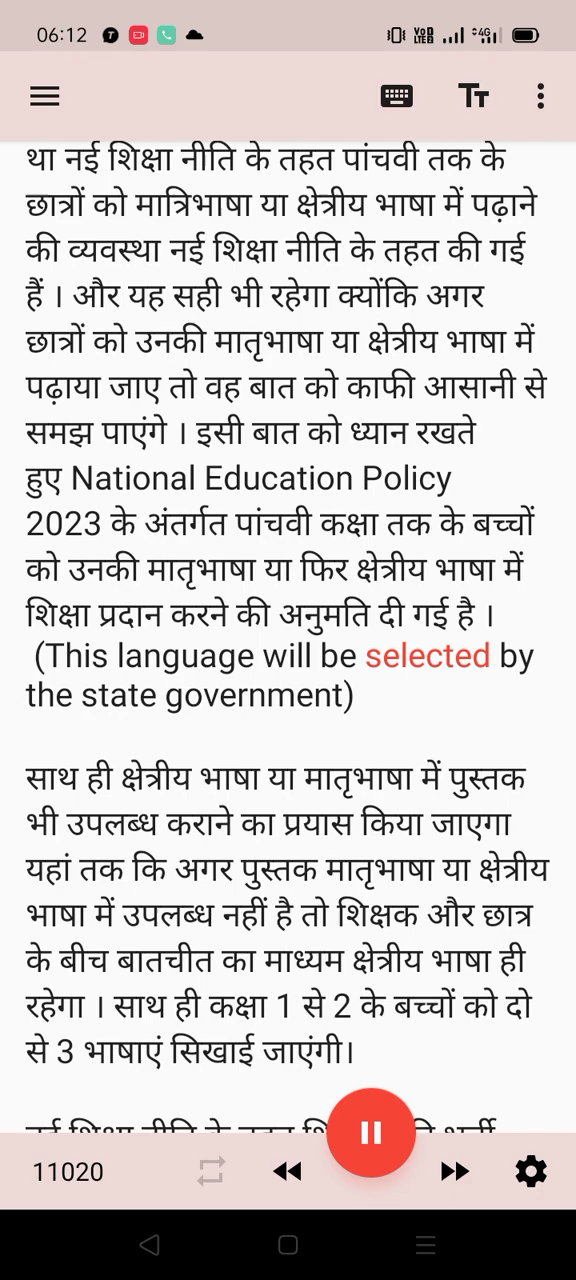 06:12
VoD LTE2 4G
था नई शिक्षा नीति के तहत पांचवी तक के
छात्रों को मात्रिभाषा या क्षेत्रीय भाषा में पढ़ाने
की व्यवस्था नई शिक्षा नीति के तहत की गई
हैं । और यह सही भी रहेगा क्योंकि अगर
छात्रों को उनकी मातृभाषा या क्षेत्रीय भाषा में
पढ़ाया जाए तो वह बात को काफी आसानी से
समझ पाएंगे । इसी बात को ध्यान रखते
हुए National Education Policy
2023 के अंतर्गत पांचवी कक्षा तक के बच्चों
को उनकी मातृभाषा या फिर क्षेत्रीय भाषा में
शिक्षा प्रदान करने की अनुमति दी गई है ।
(This language will be selected by
the state government)
साथ ही क्षेत्रीय भाषा या मातृभाषा में पुस्तक
भी उपलब्ध कराने का प्रयास किया जाएगा
यहां तक कि अगर पुस्तक मातृभाषा या क्षेत्रीय
भाषा में उपलब्ध नहीं है तो शिक्षक और छात्र
के बीच बातचीत का माध्यम क्षेत्रीय भाषा ही
रहेगा । साथ ही कक्षा 1 से 2 के बच्चों को दो
से 3 भाषाएं सिखाई जाएंगी।
11020